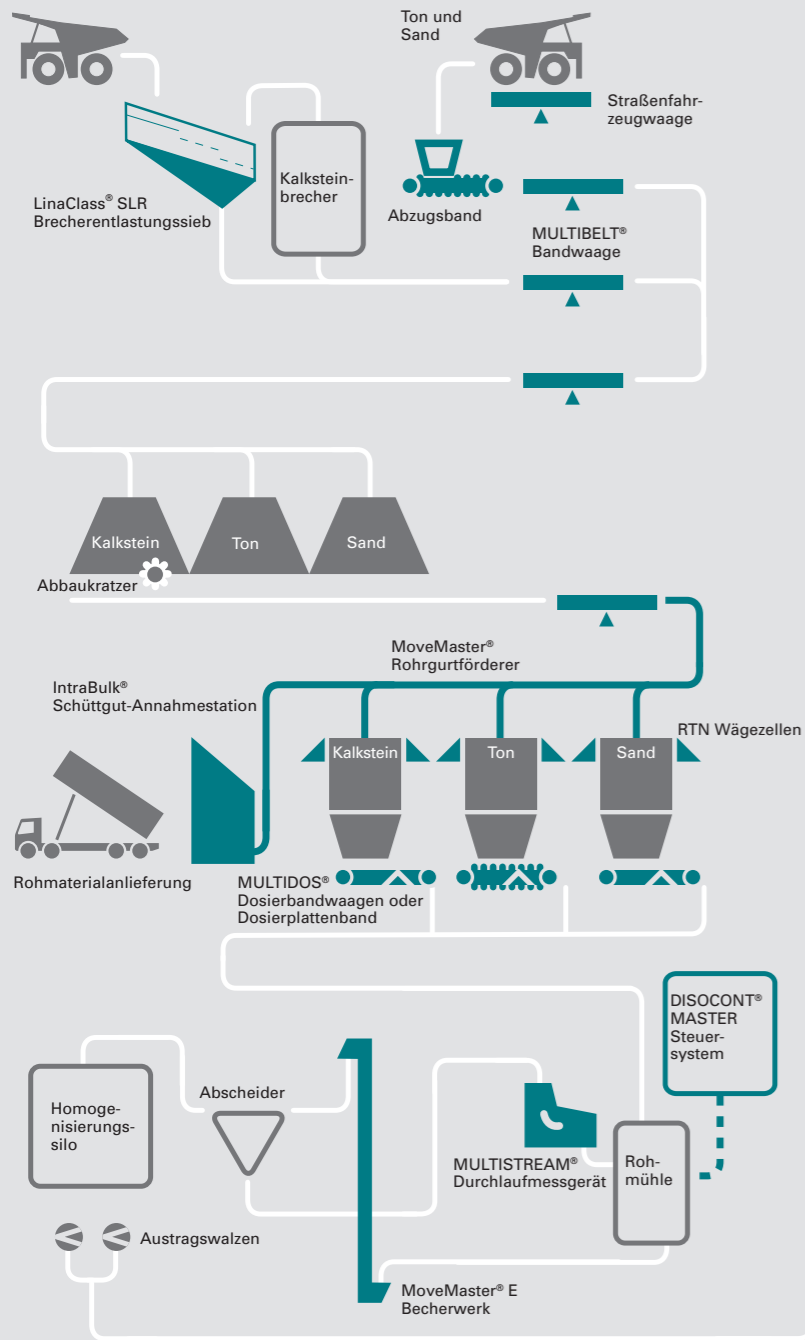 Ton und
Sand
Straßenfahr-
zeugwaage
LinaClass® SLR
Brecherentlastungssieb
Kalkstein-
brecher
Abzugsband
MULTIBELT®
Bandwaage
Kalkstein
Ton
Sand
Abbaukratzer
MoveMaster®
Rohrgurtförderer
IntraBulk®
Schüttgut-Annahmestation
RTN Wägezellen
Kalkstein
Ton
Sand
Rohmaterialanlieferung
MULTIDOS®
Dosierbandwaagen oder
Dosierplattenband
DISOCONT®
MASTER
Steuer-
system
Homoge-
nisierungs-
silo
Abscheider
MULTISTREAM®
Durchlaufmessgerät
Roh-
mühle
Austragswalzen
MoveMaster® E
Becherwerk